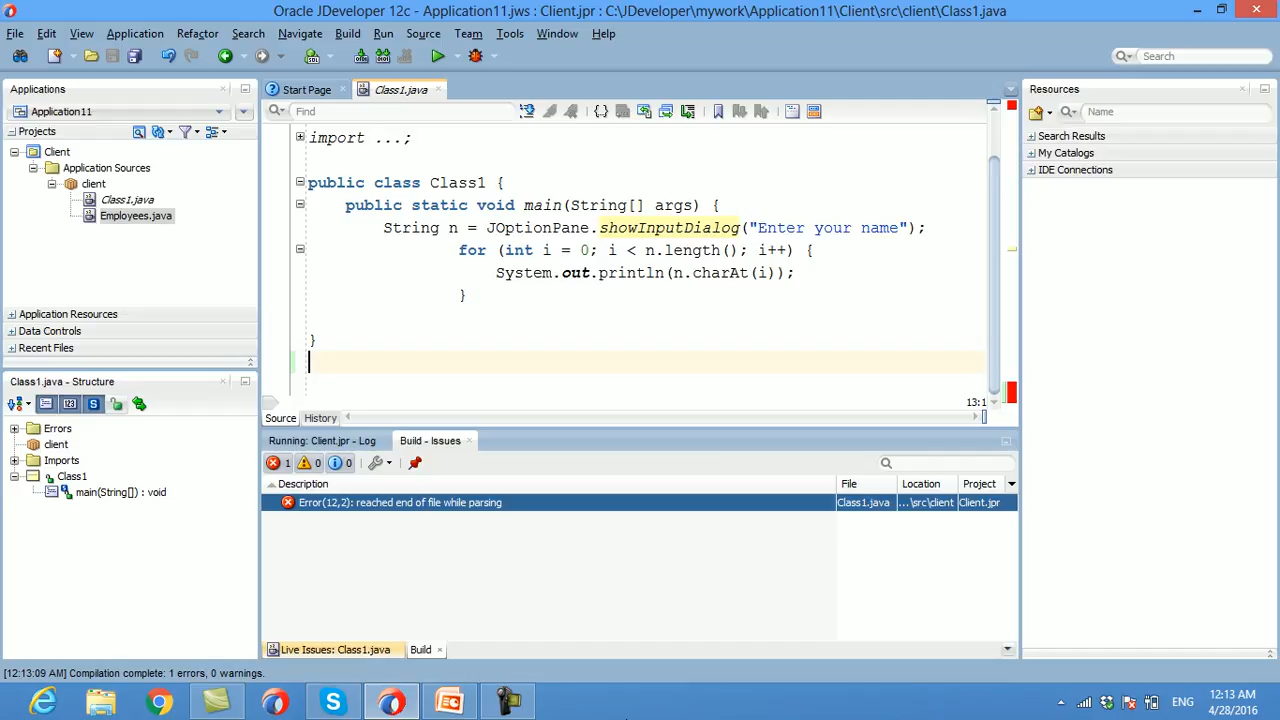 Oracle JDeveloper 12c - Application11.jws : Client.jpr : C:\JDeveloper\mywork\Application11\Client\src\client\Class1.java
File Edit View Application Refactor Search Navigate Build Run Source Team Tools Window Help
Search
Applications
Application11
Projects
Client
Application Sources
client
Class1.java
Employees.java
Application Resources
Data Controls
Recent Files
Class1.java - Structure
Errors
client
Imports
Class1
main(String[]) : void
Start Page
Class1.java
Find
import ...;
public class Class1 {
public static void main(String[] args) {
String n = JOptionPane.showInputDialog("Enter your name");
for (int i = 0; i < n.length(); i++) {
System.out.println(n.charAt(i));
}
}
13:1
Source History
Running: Client.jpr - Log Build - Issues
1 0 0
Description File Location Project
Error(12,2): reached end of file while parsing Class1.java ...\src\client Client.jpr
Live Issues: Class1.java Build
Resources
Name
Search Results
My Catalogs
IDE Connections
[12:13:09 AM] Compilation complete: 1 errors, 0 warnings.
ENG
12:13 AM
4/28/2016